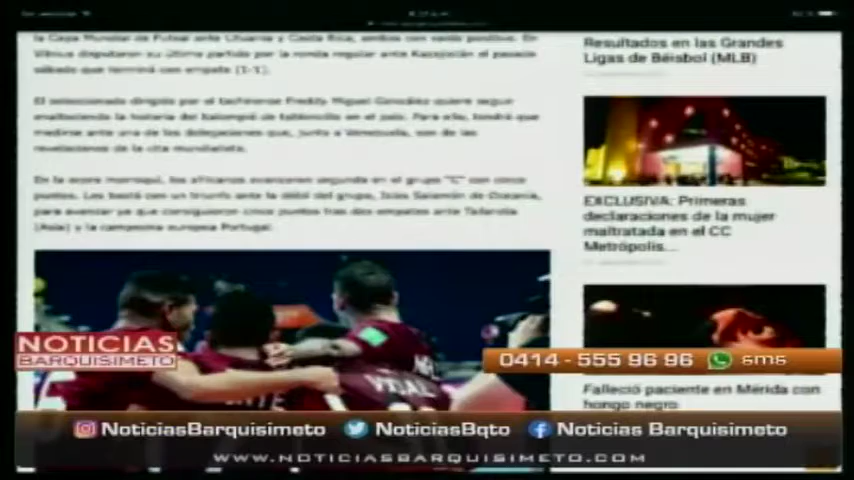 la Copa Mundial de Futsal ante Lituania y Costa Rica, ambos con saldo positivo. En
Vilnius disputaron su último partido por la ronda regular ante Kazajistán el pasado
sábado que terminó con empate (1-1).
El seleccionado dirigido por el tachirense Freddy Miguel González quiere seguir
enalteciendo la historia del balompié de tabloncillo en el país. Para ello, tendrá que
medirse ante una de las delegaciones que, junto a Venezuela, son de las
revelaciones de la cita mundialista.
En la acera marroquí, los africanos avanzaron segunda en el grupo "C" con cinco
puntos. Les bastó con un triunfo ante la débil del grupo, Islas Salomón de Oceanía,
para avanzar ya que consiguieron cinco puntos tras dos empates ante Tailandia
(Asia) y la campeona europea Portugal.
Resultados en las Grandes
Ligas de Béisbol (MLB)
EXCLUSIVA: Primeras
declaraciones de la mujer
maltratada en el CC
Metrópolis...
Falleció paciente en Mérida con
hongo negro
VIDAL
NOTICIAS
BARQUISIMETO
0414 - 555 96 96 sms
NoticiasBarquisimeto NoticiasBqto Noticias Barquisimeto
WWW.NOTICIASBARQUISIMETO.COM